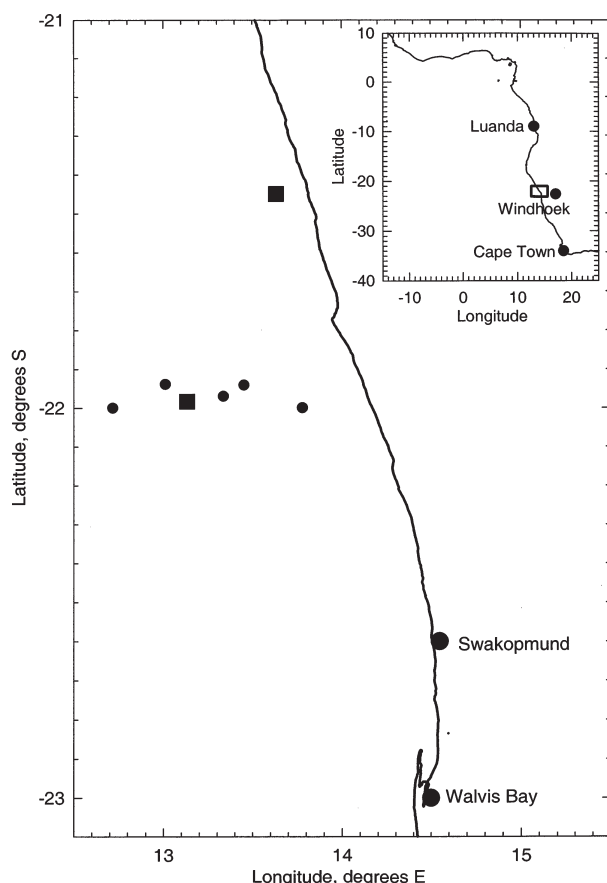 -21
-22
-23
Latitude, degrees S
13
14
15
Longitude, degrees E
Swakopmund
Walvis Bay
10
0
-10
-20
-30
-40
Latitude
-10
0
10
20
Longitude
Luanda
Windhoek
Cape Town